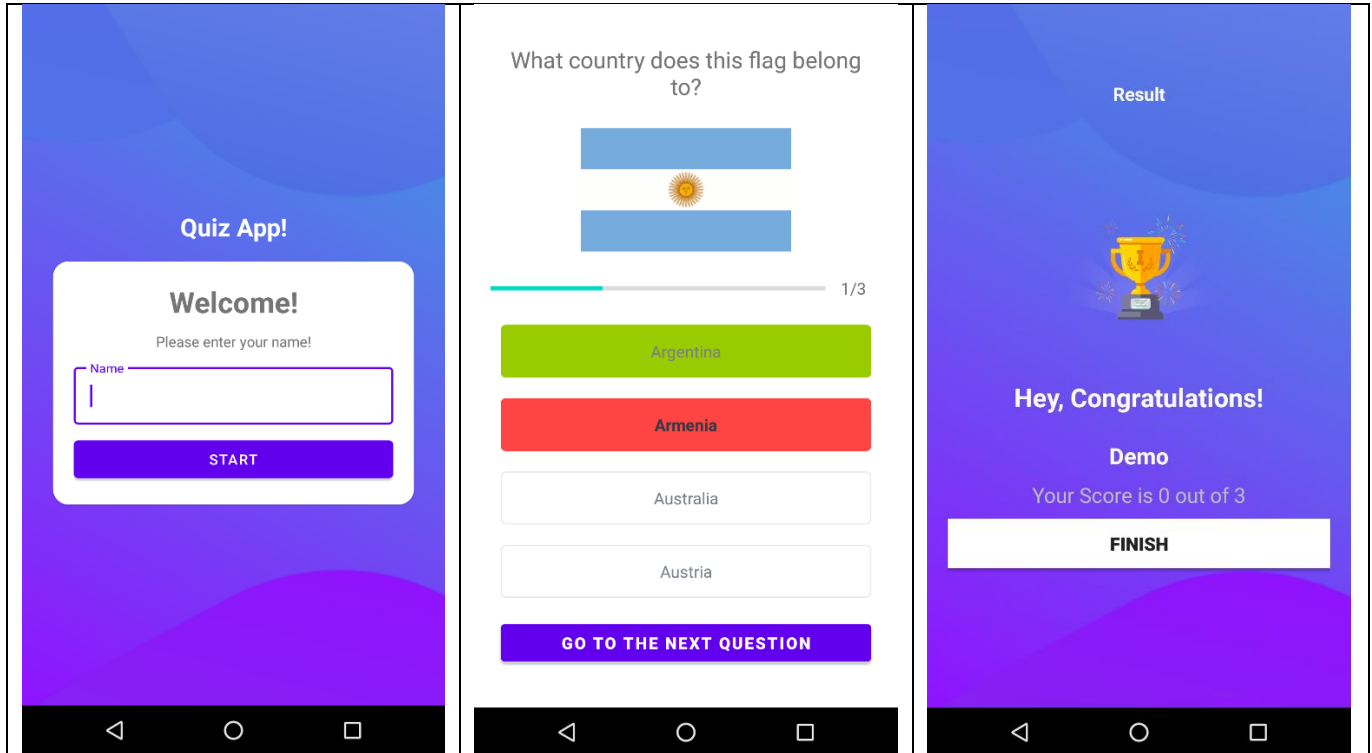 Quiz App!
Welcome!
Please enter your name!
Name
START
What country does this flag belong
to?
1/3
Argentina
Armenia
Australia
Austria
GO TO THE NEXT QUESTION
Result
Hey, Congratulations!
Demo
Your Score is 0 out of 3
FINISH